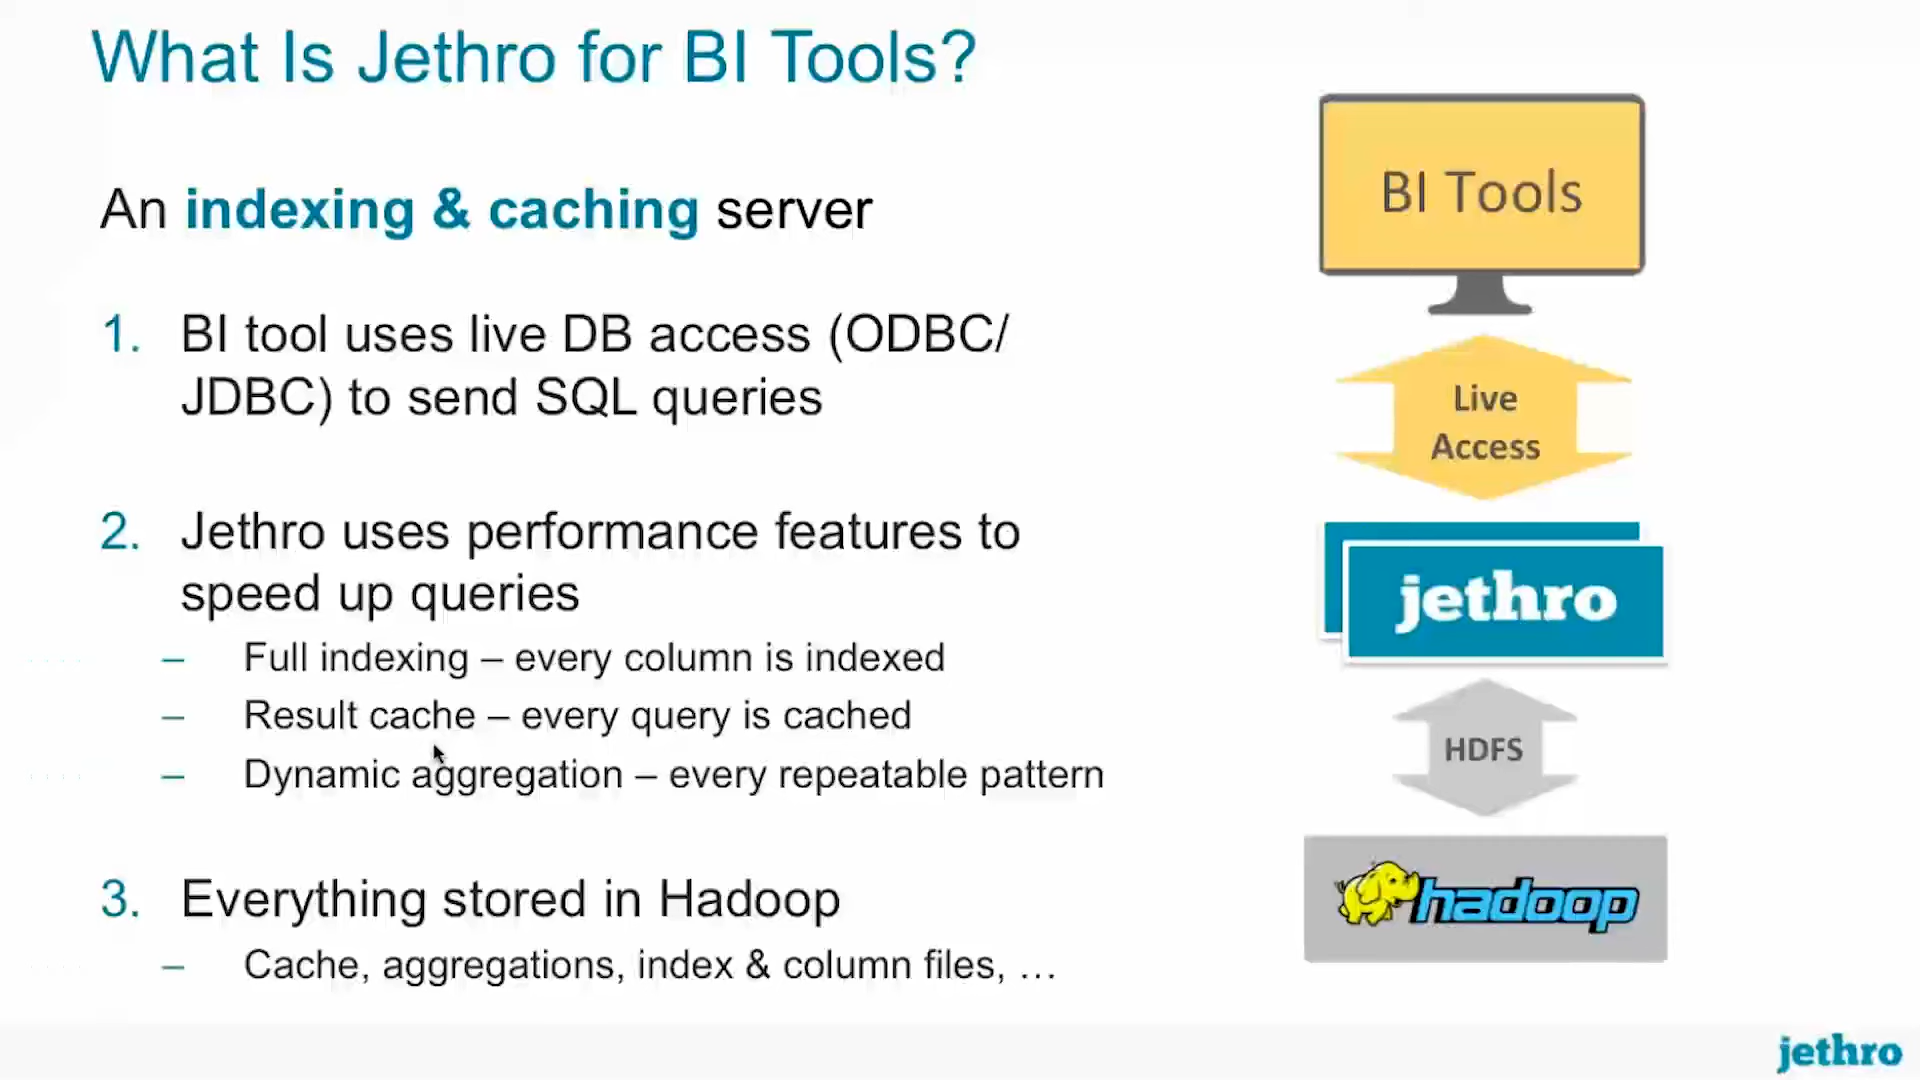 What Is Jethro for BI Tools?
An indexing & caching server
1. BI tool uses live DB access (ODBC/
JDBC) to send SQL queries
2. Jethro uses performance features to
speed up queries
– Full indexing – every column is indexed
– Result cache – every query is cached
– Dynamic aggregation – every repeatable pattern
3. Everything stored in Hadoop
– Cache, aggregations, index & column files, …
BI Tools
Live
Access
jethro
HDFS
hadoop
jethro